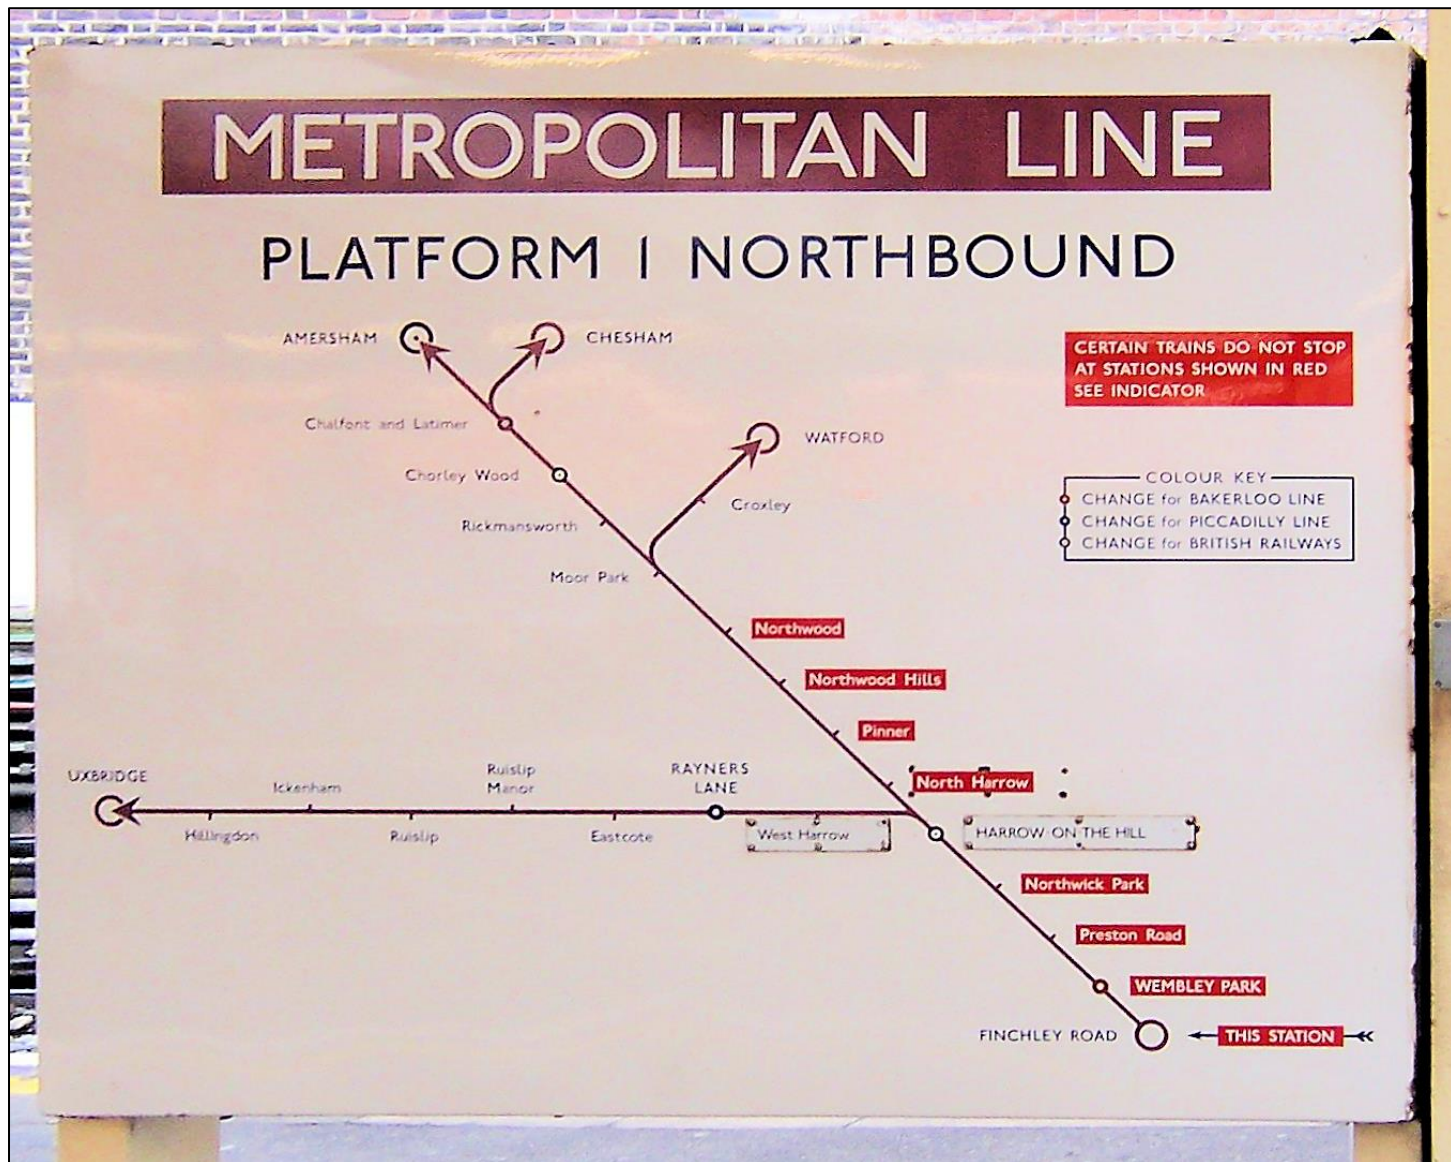 METROPOLITAN LINE
PLATFORM 1 NORTHBOUND
AMERSHAM
CHESHAM
CERTAIN TRAINS DO NOT STOP
AT STATIONS SHOWN IN RED
SEE INDICATOR
Chalfont and Latimer
WATFORD
Chorley Wood
COLOUR KEY
CHANGE for BAKERLOO LINE
CHANGE for PICCADILLY LINE
CHANGE for BRITISH RAILWAYS
Croxley
Rickmansworth
Moor Park
Northwood
Northwood Hills
Pinner
North Harrow
UXBRIDGE
Ickenham
Ruislip
Manor
RAYNERS
LANE
Hillingdon
Ruislip
Eastcote
West Harrow
HARROW-ON-THE HILL
Northwick Park
Preston Road
WEMBLEY PARK
FINCHLEY ROAD
THIS STATION